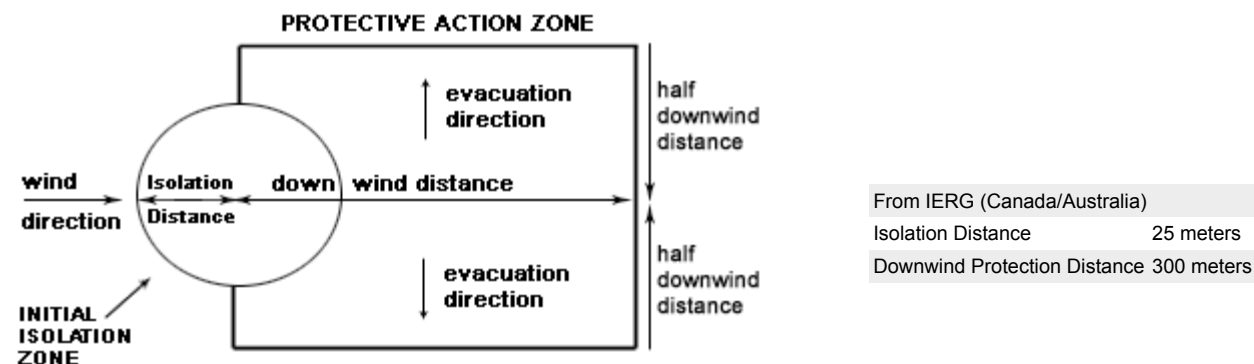 PROTECTIVE ACTION ZONE
evacuation
direction
half
downwind
distance
wind
direction
Isolation
Distance
down wind distance
evacuation
direction
half
downwind
distance
INITIAL
ISOLATION
ZONE
From IERG (Canada/Australia)
Isolation Distance 25 meters
Downwind Protection Distance 300 meters